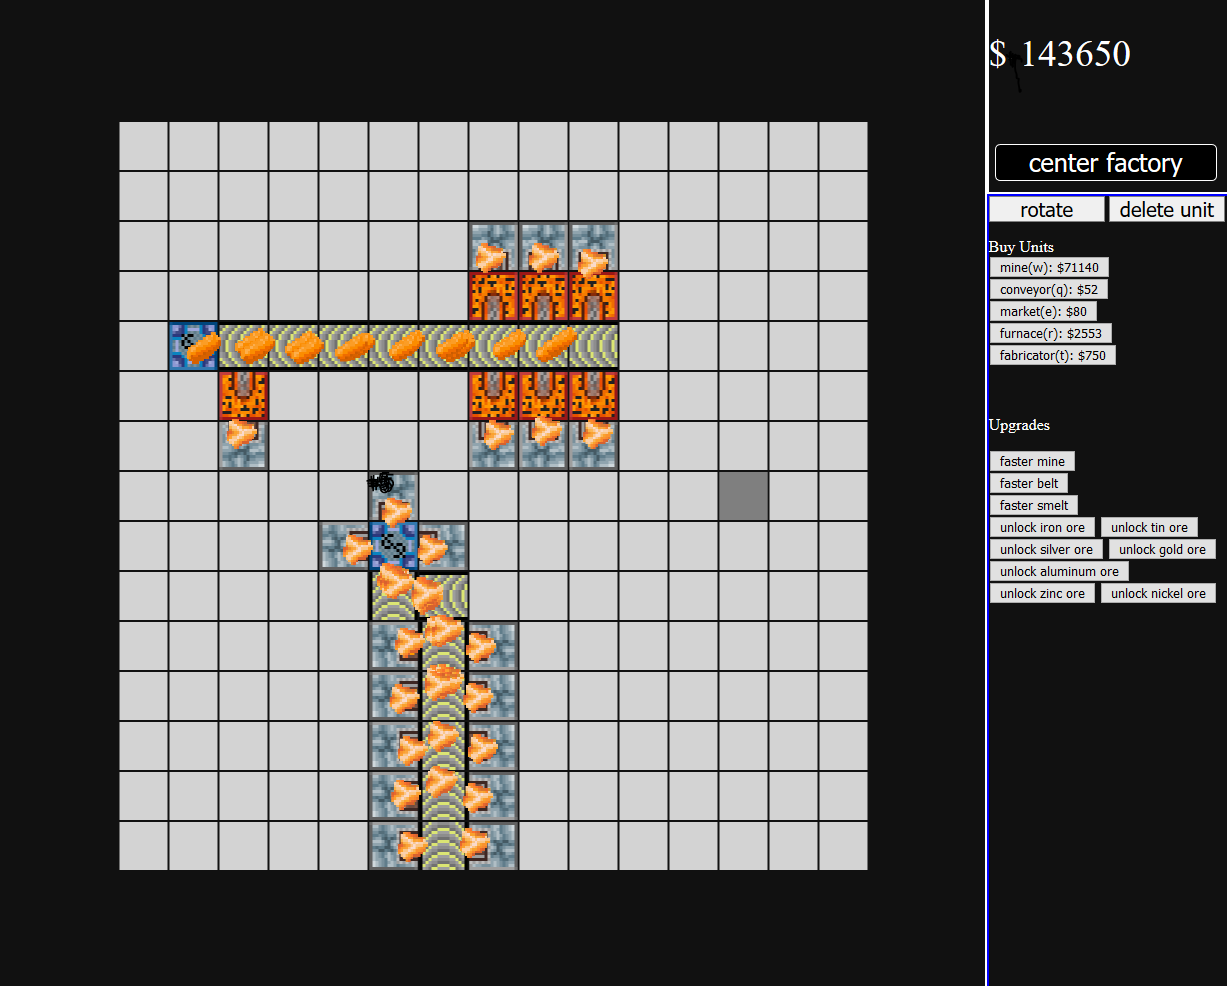 $ 143650
center factory
rotate delete unit
Buy Units
mine(w): $71140
conveyor(q): $52
market(e): $80
furnace(r): $2553
fabricator(t): $750
Upgrades
faster mine
faster belt
faster smelt
unlock iron ore unlock tin ore
unlock silver ore unlock gold ore
unlock aluminum ore
unlock zinc ore unlock nickel ore